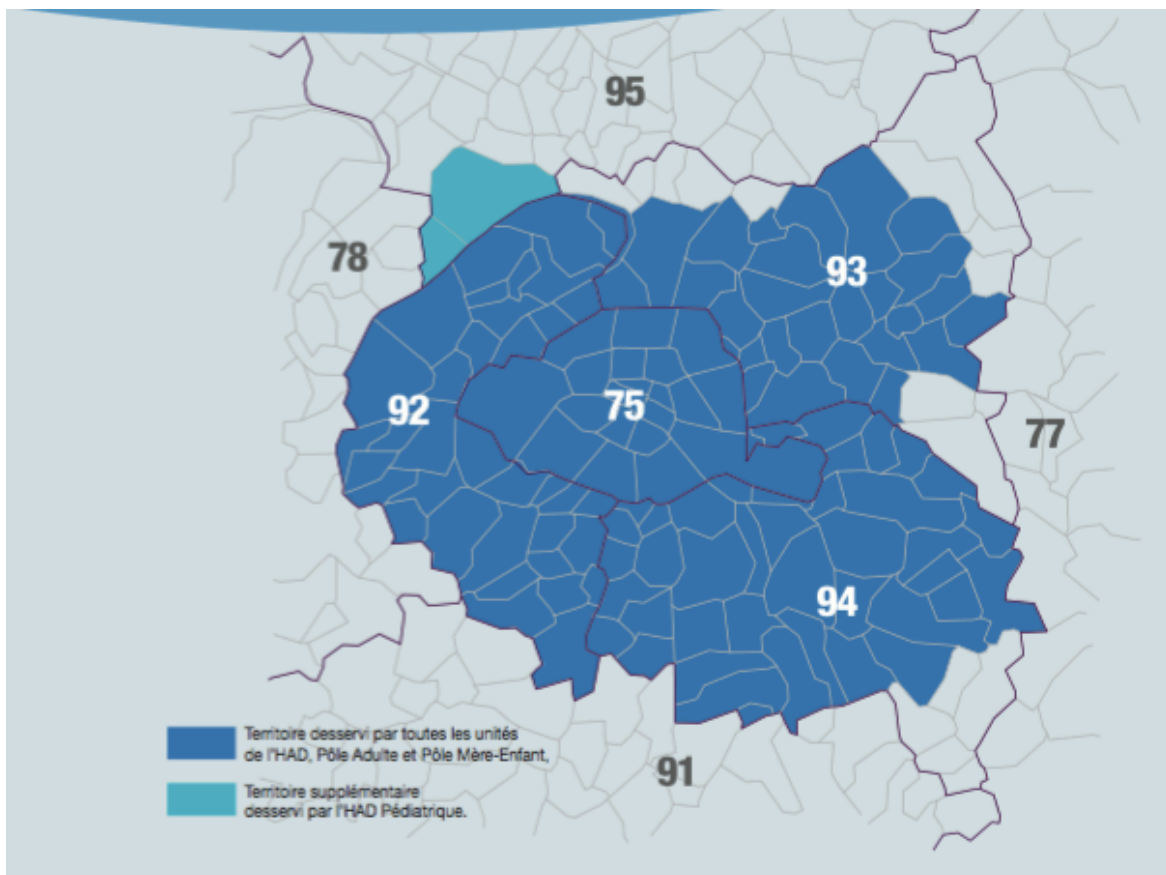 95
78
93
92
75
77
94
Territoire desservi par toutes les unités
de l'HAD, Pôle Adulte et Pôle Mère-Enfant,
91
Territoire supplémentaire
desservi par l'HAD Pédiatrique.